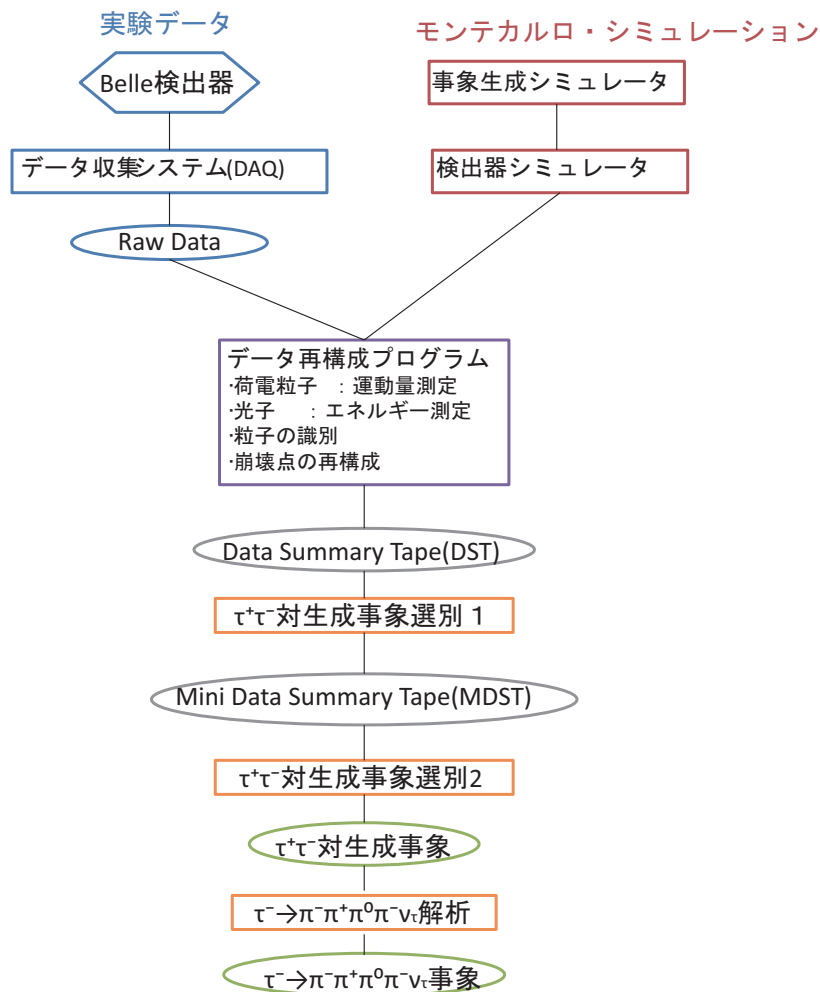 実験データ
モンテカルロ・シミュレーション
Belle検出器
事象生成シミュレータ
データ収集システム(DAQ)
検出器シミュレータ
Raw Data
データ再構成プログラム
·荷電粒子 ：運動量測定
·光子 ：エネルギー測定
·粒子の識別
·崩壊点の再構成
Data Summary Tape(DST)
τ⁺τ⁻対生成事象選別１
Mini Data Summary Tape(MDST)
τ⁺τ⁻対生成事象選別2
τ⁺τ⁻対生成事象
τ⁻→π⁻π⁺π⁰π⁻ντ解析
τ⁻→π⁻π⁺π⁰π⁻ντ事象